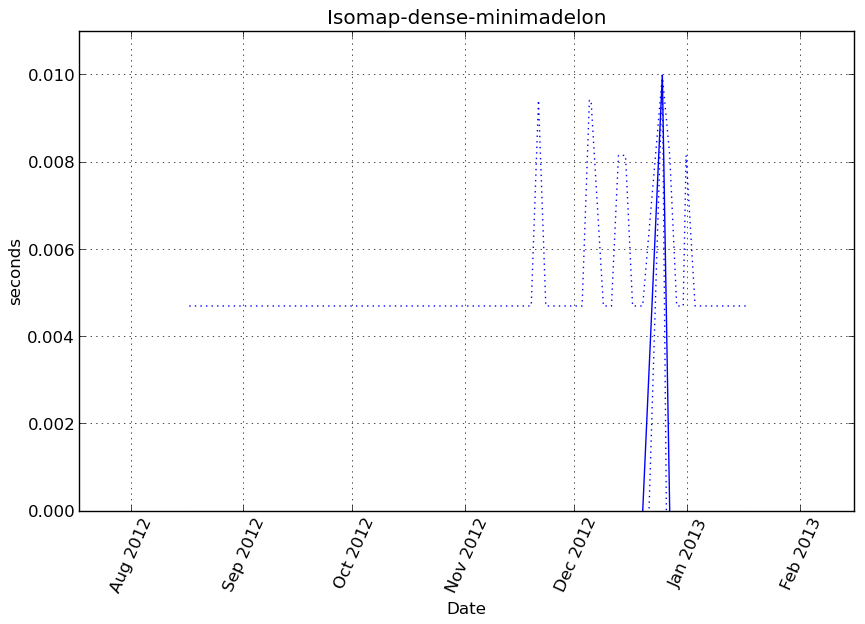 Isomap-dense-minimadelon
0.010
0.008
0.006
0.004
0.002
0.000
seconds
Aug 2012
Sep 2012
Oct 2012
Nov 2012
Dec 2012
Jan 2013
Feb 2013
Date